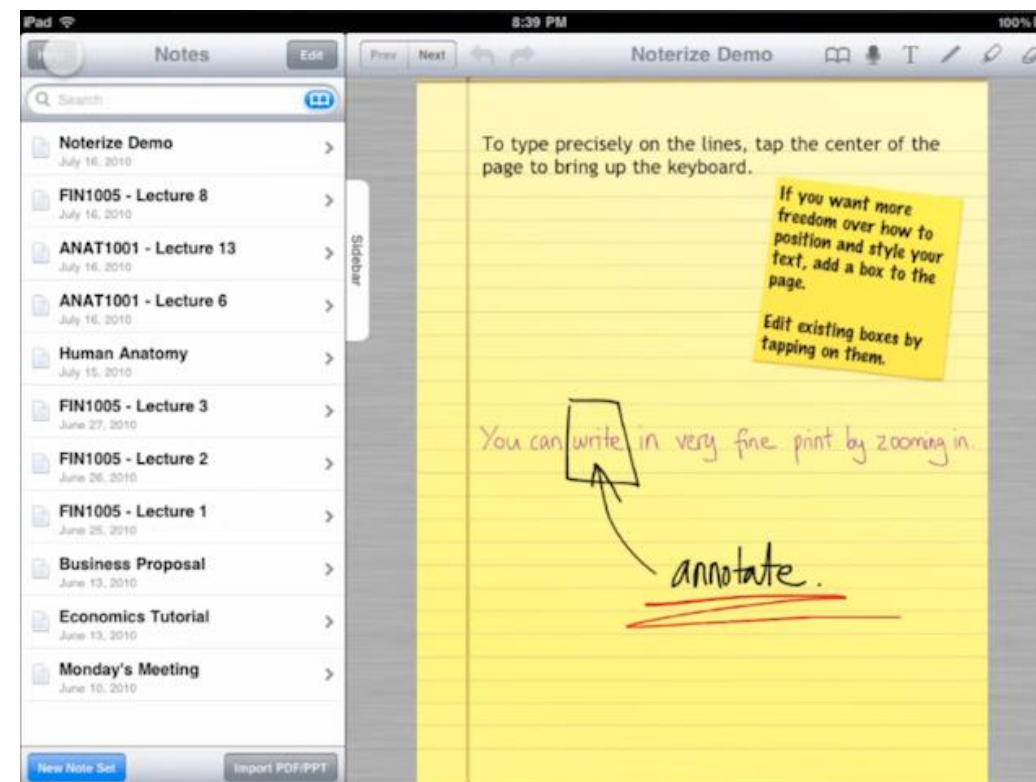 iPad
8:39 PM
100%
Notes
Edit
Prev
Next
Noterize Demo
T
Search
Noterize Demo
July 16, 2010
FIN1005 - Lecture 8
July 16, 2010
ANAT1001 - Lecture 13
July 16, 2010
ANAT1001 - Lecture 6
July 16, 2010
Human Anatomy
July 15, 2010
FIN1005 - Lecture 3
June 27, 2010
FIN1005 - Lecture 2
June 26, 2010
FIN1005 - Lecture 1
June 25, 2010
Business Proposal
June 13, 2010
Economics Tutorial
June 13, 2010
Monday's Meeting
June 10, 2010
New Note Set
Import PDF/PPT
Sidebar
To type precisely on the lines, tap the center of the
page to bring up the keyboard.
If you want more
freedom over how to
position and style your
text, add a box to the
page.
Edit existing boxes by
tapping on them.
You can write in very fine print by zooming in.
annotate.